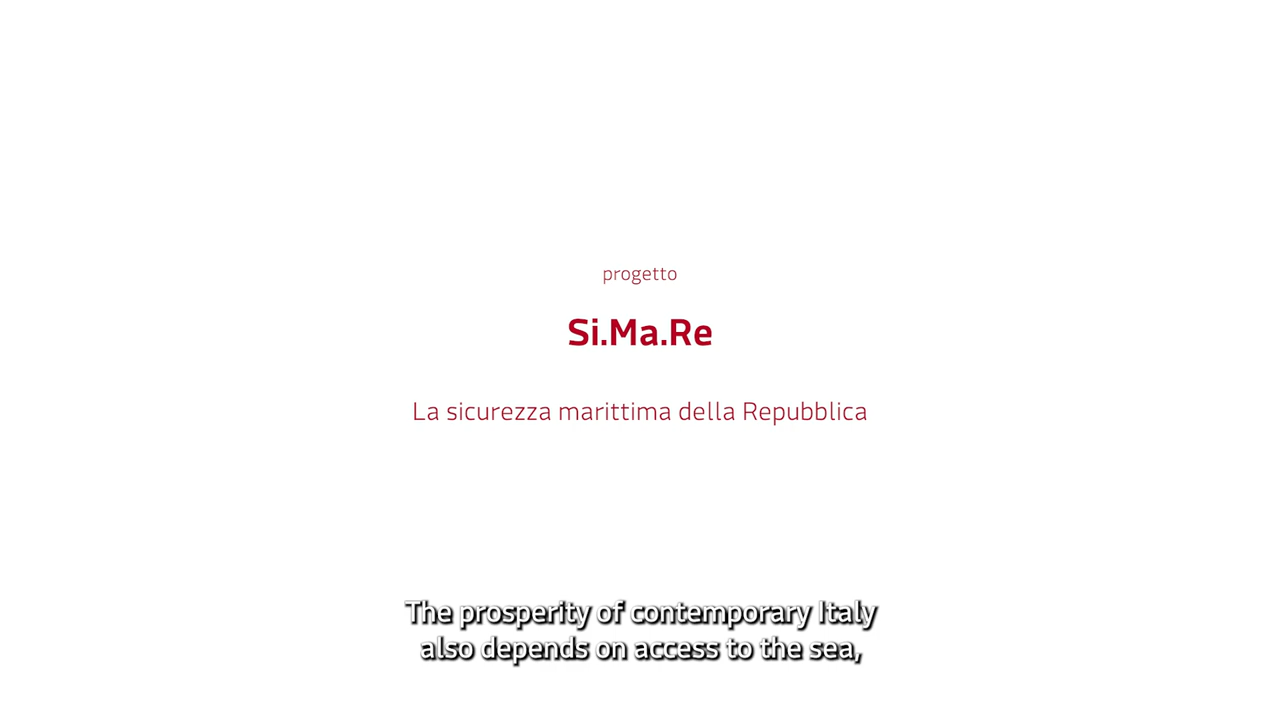 progetto
Si.Ma.Re
La sicurezza marittima della Repubblica
The prosperity of contemporary Italy
also depends on access to the sea,